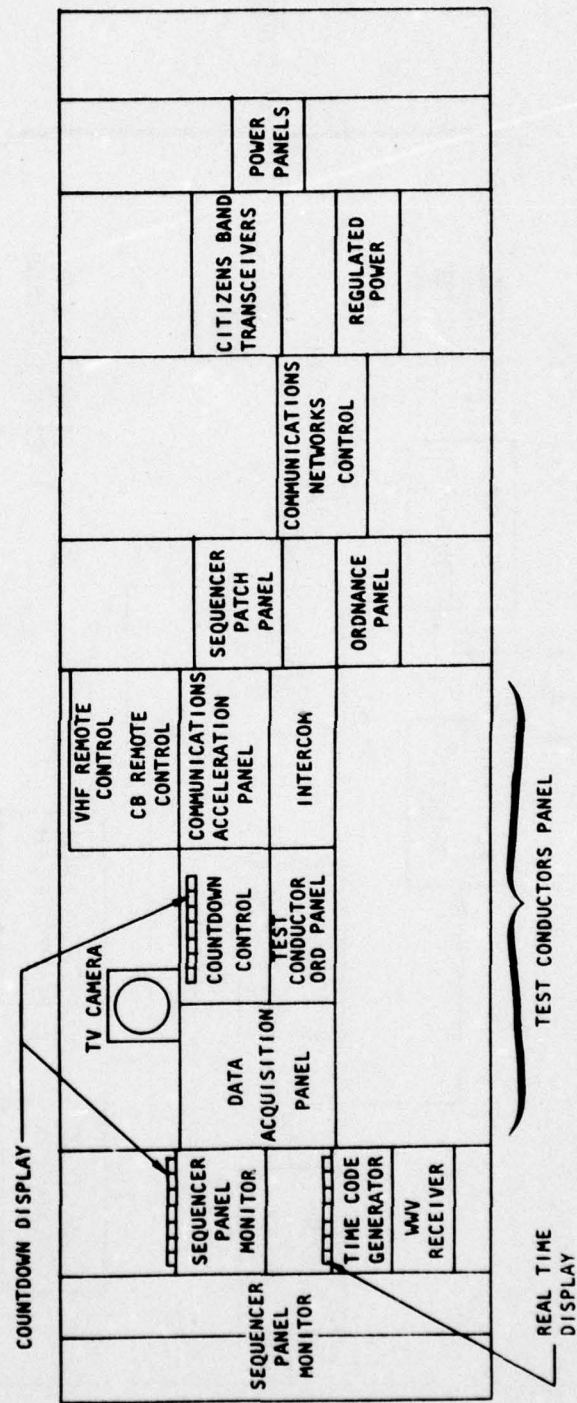 COUNTDOWN DISPLAY
TV CAMERA
VHF REMOTE
CONTROL
CB REMOTE
CONTROL
SEQUENCER
PANEL
MONITOR
SEQUENCER
PANEL
MONITOR
TIME CODE
GENERATOR
WWV
RECEIVER
DATA
ACQUISITION
PANEL
COUNTDOWN
CONTROL
TEST
CONDUCTOR
ORD PANEL
COMMUNICATIONS
ACCELERATION
PANEL
INTERCOM
SEQUENCER
PATCH
PANEL
ORDNANCE
PANEL
COMMUNICATIONS
NETWORKS
CONTROL
CITIZENS BAND
TRANSCEIVERS
REGULATED
POWER
POWER
PANELS
REAL TIME
DISPLAY
TEST CONDUCTORS PANEL